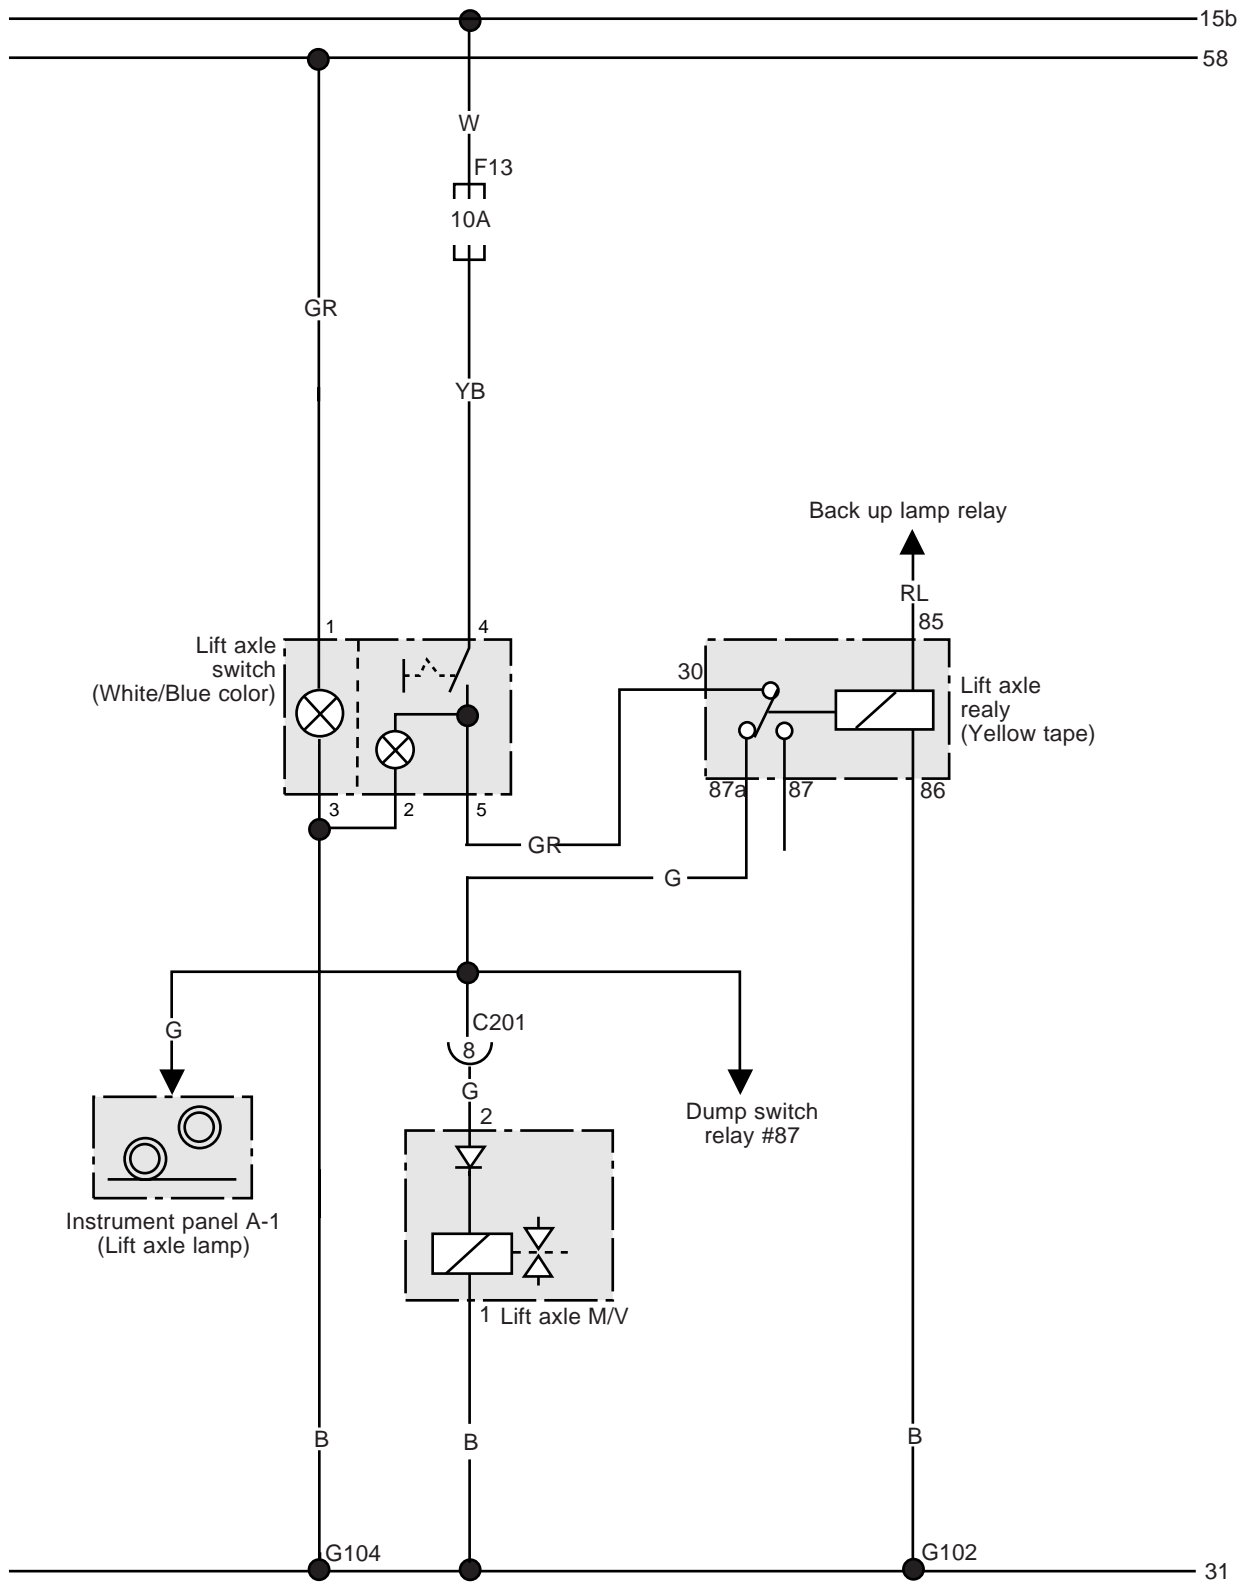 15b
58
W
F13
10A
GR
YB
Back up lamp relay
RL
85
1
4
Lift axle
switch
(White/Blue color)
30
Lift axle
realy
(Yellow tape)
87a
87
86
3
2
5
GR
G
G
C201
8
G
2
Dump switch
relay #87
Instrument panel A-1
(Lift axle lamp)
1
Lift axle M/V
B
B
B
G104
G102
31